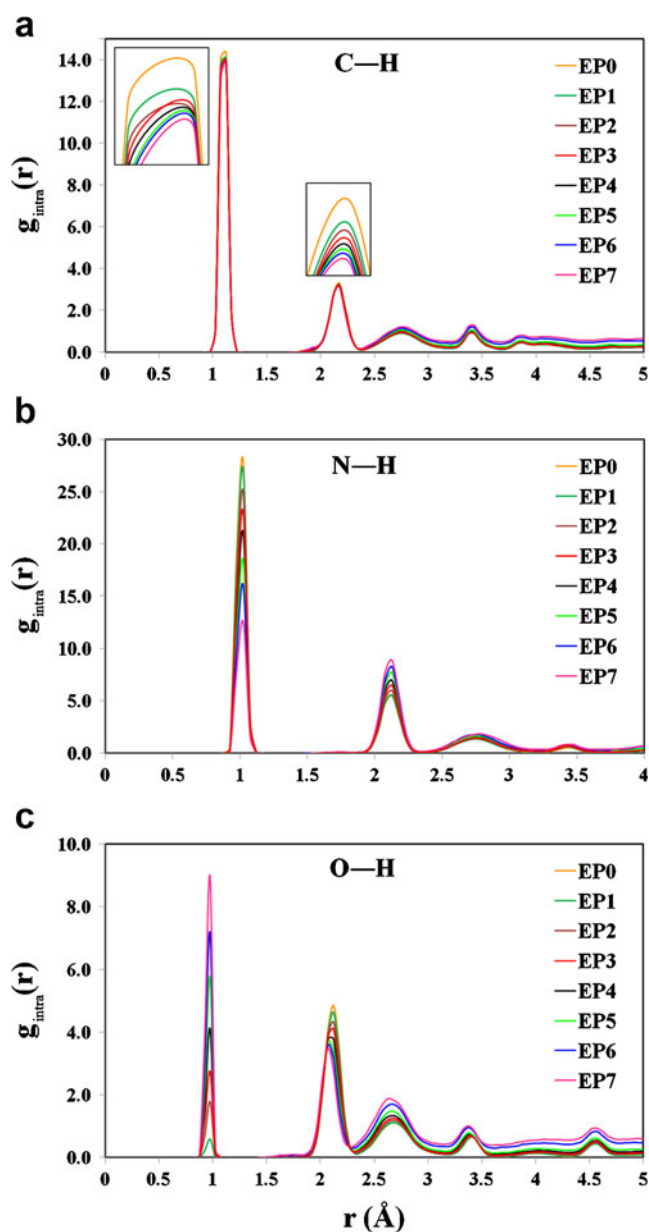 a
C—H
g intra (r)
14.0
12.0
10.0
8.0
6.0
4.0
2.0
0.0
EP0
EP1
EP2
EP3
EP4
EP5
EP6
EP7
0 0.5 1 1.5 2 2.5 3 3.5 4 4.5 5
b
N—H
g intra (r)
30.0
25.0
20.0
15.0
10.0
5.0
0.0
EP0
EP1
EP2
EP3
EP4
EP5
EP6
EP7
0 0.5 1 1.5 2 2.5 3 3.5 4
c
O—H
g intra (r)
10.0
8.0
6.0
4.0
2.0
0.0
EP0
EP1
EP2
EP3
EP4
EP5
EP6
EP7
0 0.5 1 1.5 2 2.5 3 3.5 4 4.5 5
r (Å)